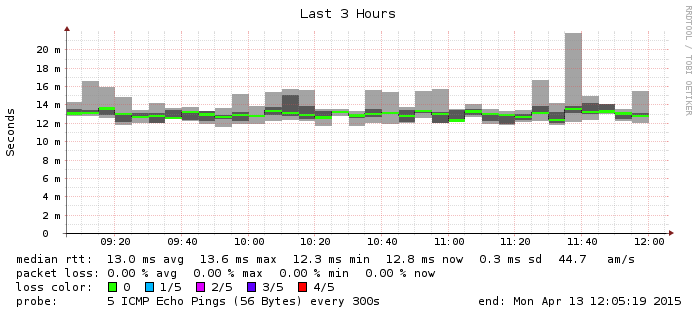 Last 3 Hours
RRDTOOL / TOBI OETIKER
Seconds
20 m
18 m
16 m
14 m
12 m
10 m
8 m
6 m
4 m
2 m
0
09:20 09:40 10:00 10:20 10:40 11:00 11:20 11:40 12:00
median rtt: 13.0 ms avg 13.6 ms max 12.3 ms min 12.8 ms now 0.3 ms sd 44.7 am/s
packet loss: 0.00 % avg 0.00 % max 0.00 % min 0.00 % now
loss color: 0 1/5 2/5 3/5 4/5
probe: 5 ICMP Echo Pings (56 Bytes) every 300s end: Mon Apr 13 12:05:19 2015